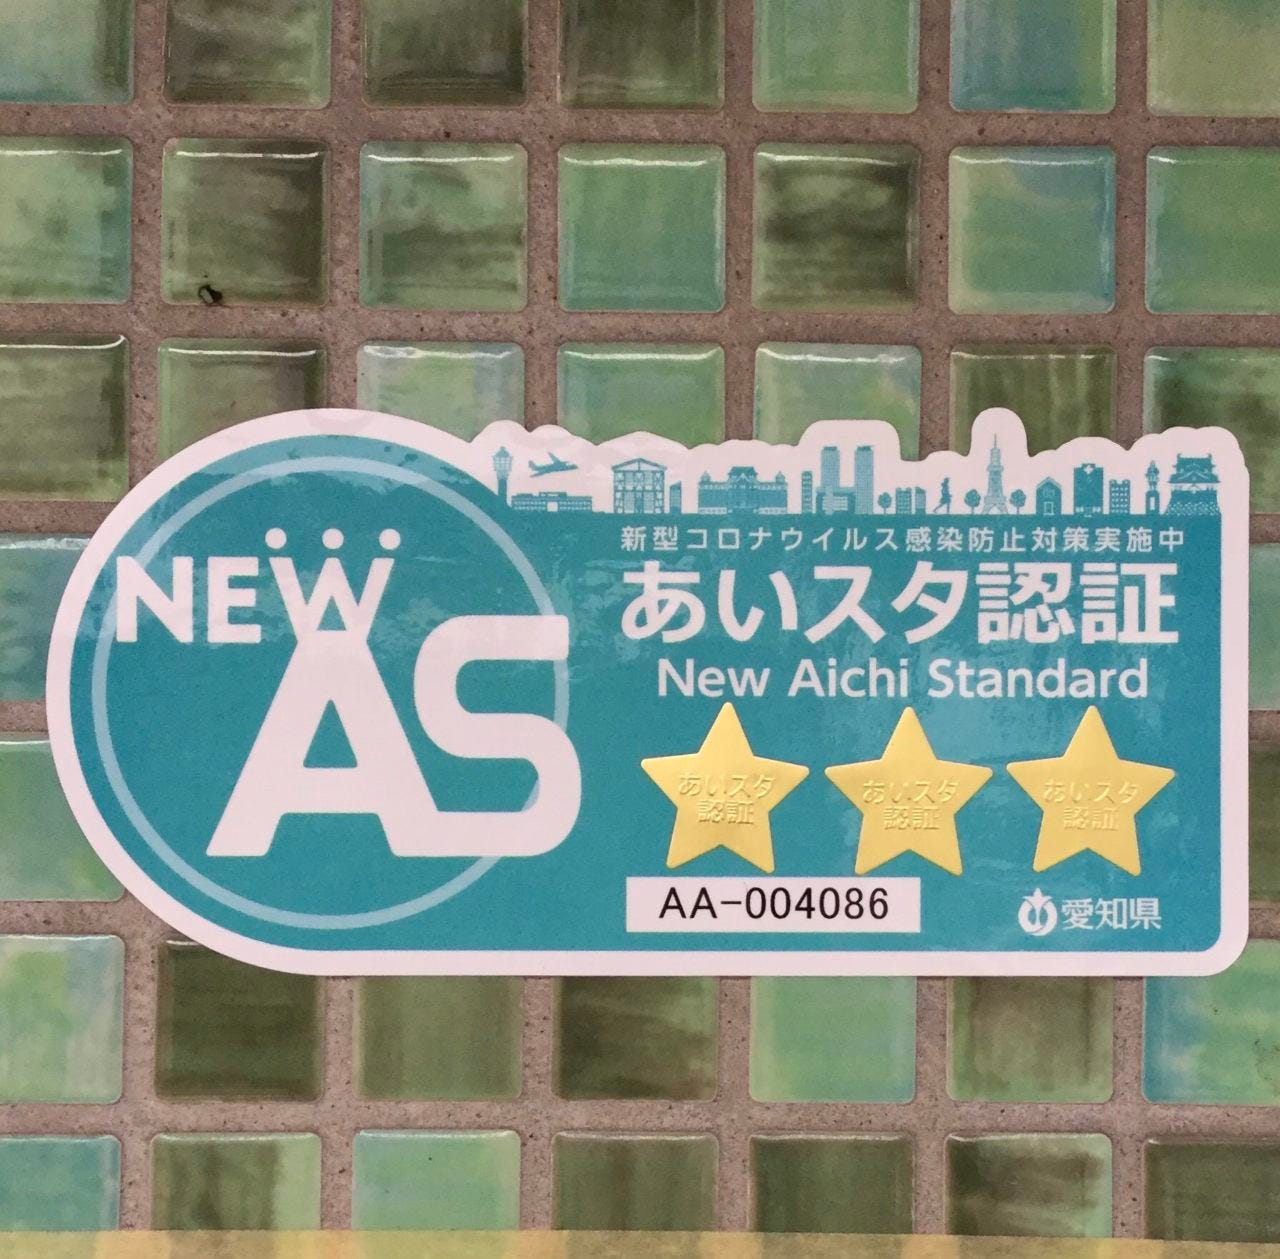 NEW
AS
新型コロナウイルス感染防止対策実施中
あいスタ認証
New Aichi Standard
あいスタ
認証
あいスタ
認証
あいスタ
認証
AA-004086
愛知県